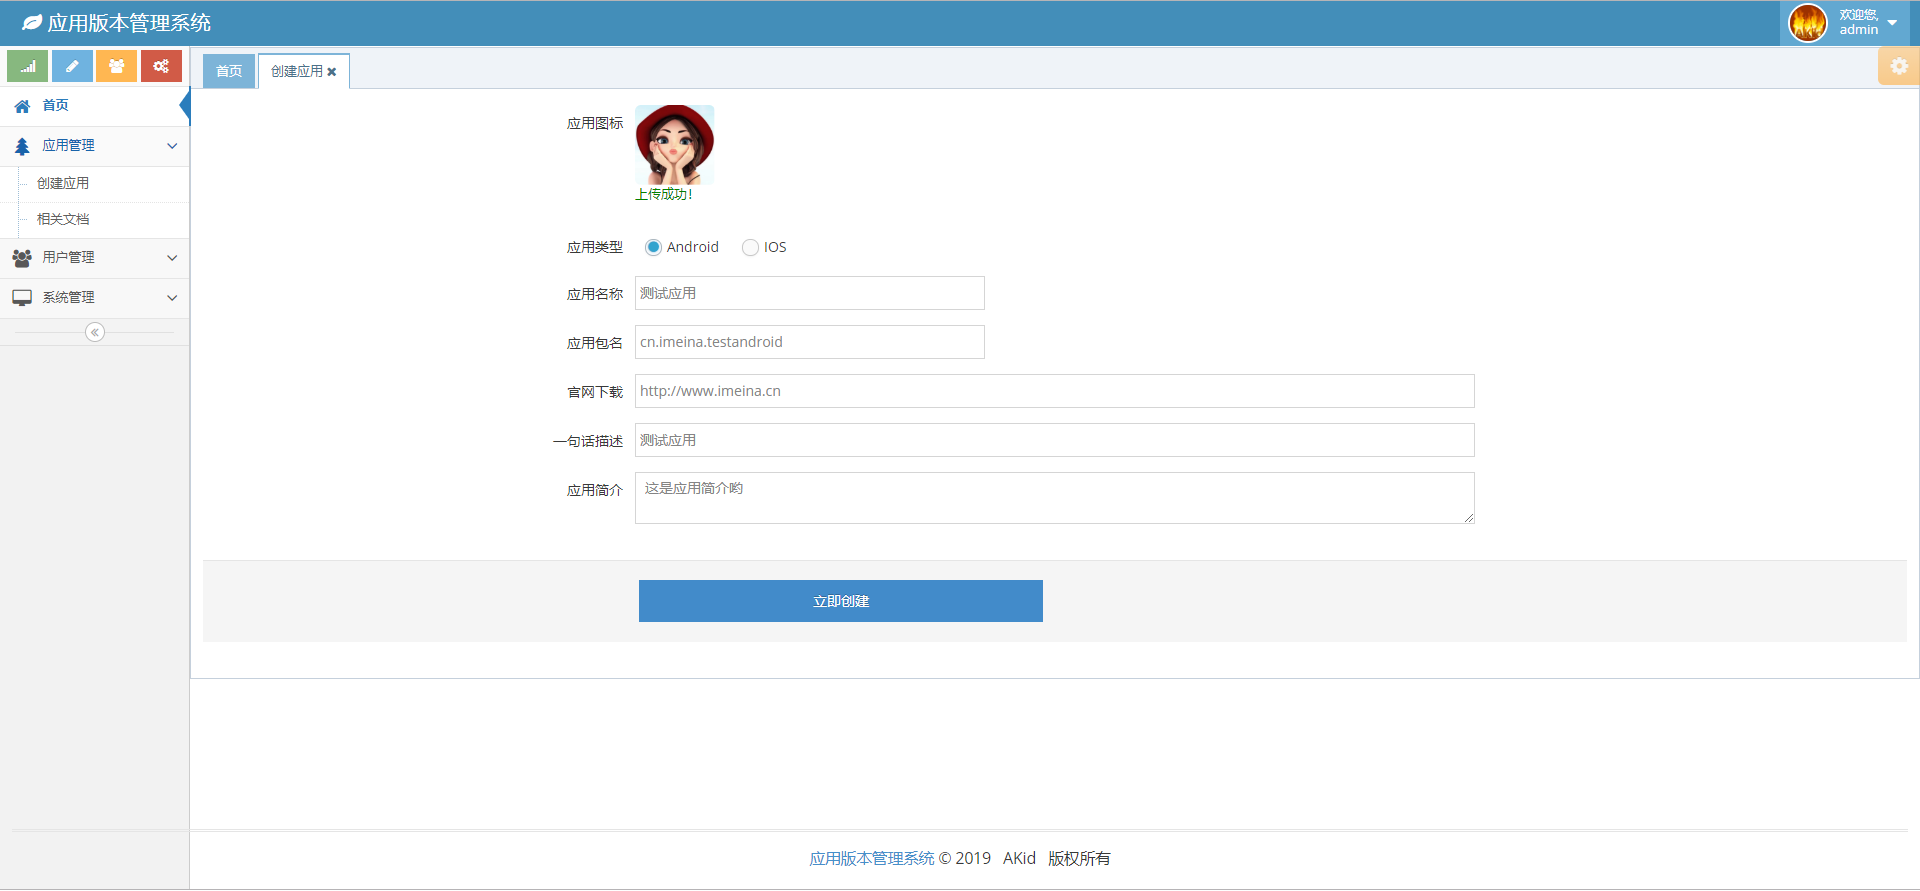 应用版本管理系统
欢迎您,
admin
首页
创建应用
首页
应用管理
创建应用
相关文档
用户管理
系统管理
应用图标
上传成功!
应用类型 Android IOS
应用名称 测试应用
应用包名 cn.imeina.testandroid
官网下载 http://www.imeina.cn
一句话描述 测试应用
应用简介 这是应用简介哟
立即创建
应用版本管理系统 © 2019 AKid 版权所有